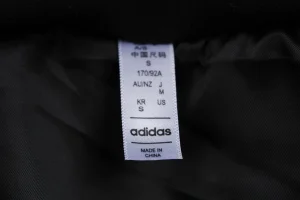 中国尺码
S
170/92A
AU/NZ J
M
KR US
S
adidas
MADE IN
CHINA